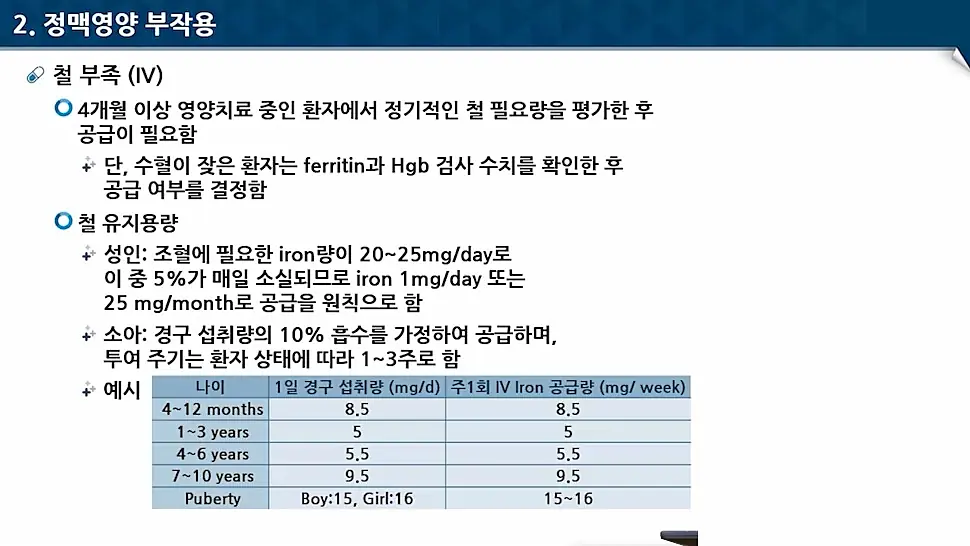 2. 정맥영양 부작용
철 부족 (IV)
4개월 이상 영양치료 중인 환자에서 정기적인 철 필요량을 평가한 후
공급이 필요함
단, 수혈이 잦은 환자는 ferritin과 Hgb 검사 수치를 확인한 후
공급 여부를 결정함
철 유지용량
성인: 조혈에 필요한 iron량이 20~25mg/day로
이 중 5%가 매일 소실되므로 iron 1mg/day 또는
25 mg/month로 공급을 원칙으로 함
소아: 경구 섭취량의 10% 흡수를 가정하여 공급하며,
투여 주기는 환자 상태에 따라 1~3주로 함
예시
나이 1일 경구 섭취량 (mg/d) 주1회 IV Iron 공급량 (mg/ week)
4~12 months 8.5 8.5
1~3 years 5 5
4~6 years 5.5 5.5
7~10 years 9.5 9.5
Puberty Boy:15, Girl:16 15~16